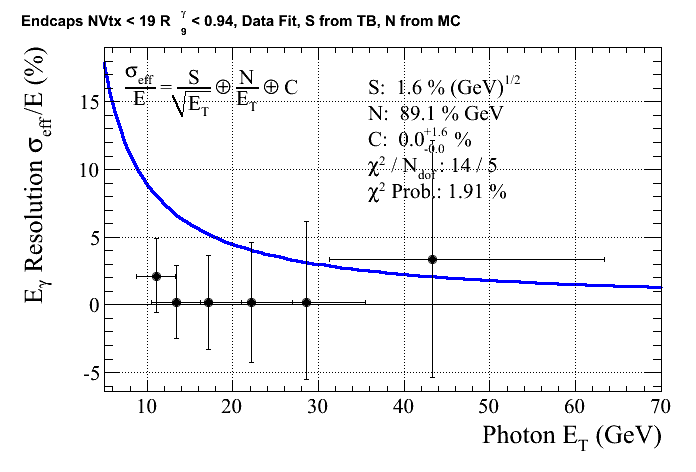 Endcaps NVtx < 19 R γ 9 < 0.94, Data Fit, S from TB, N from MC
σeff/E = S/√ET ⊕ N/ET ⊕ C
S: 1.6 % (GeV)1/2
N: 89.1 % GeV
C: 0.0 +1.6 -0.0 %
χ2 / Ndof: 14 / 5
χ2 Prob.: 1.91 %
Eγ Resolution σeff/E (%)
15
10
5
0
-5
10 20 30 40 50 60 70
Photon ET (GeV)